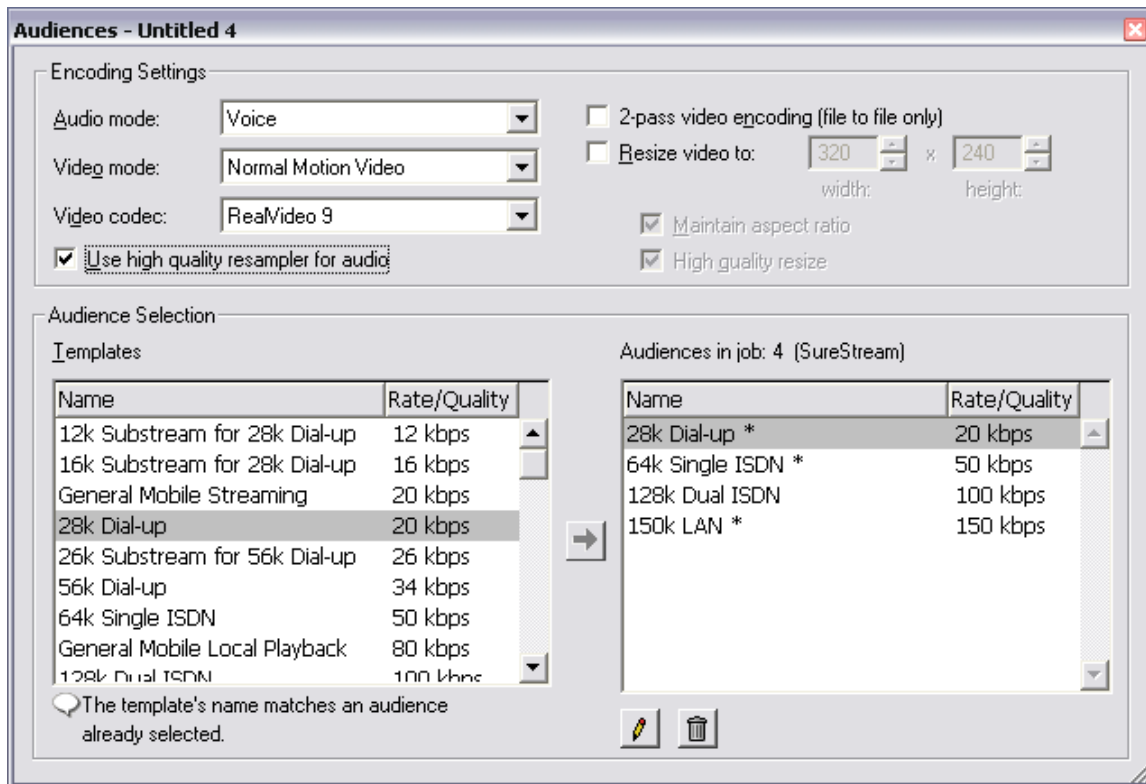 Audiences - Untitled 4
Encoding Settings
Audio mode: Voice
2-pass video encoding (file to file only)
Video mode: Normal Motion Video
Resize video to: 320 x 240
width: height:
Video codec: RealVideo 9
Maintain aspect ratio
Use high quality resampler for audio
High quality resize
Audience Selection
Templates
Name Rate/Quality
12k Substream for 28k Dial-up 12 kbps
16k Substream for 28k Dial-up 16 kbps
General Mobile Streaming 20 kbps
28k Dial-up 20 kbps
26k Substream for 56k Dial-up 26 kbps
56k Dial-up 34 kbps
64k Single ISDN 50 kbps
General Mobile Local Playback 80 kbps
128k Dual ISDN 100 kbps
The template's name matches an audience
already selected.
Audiences in job: 4 (SureStream)
Name Rate/Quality
28k Dial-up * 20 kbps
64k Single ISDN * 50 kbps
128k Dual ISDN 100 kbps
150k LAN * 150 kbps